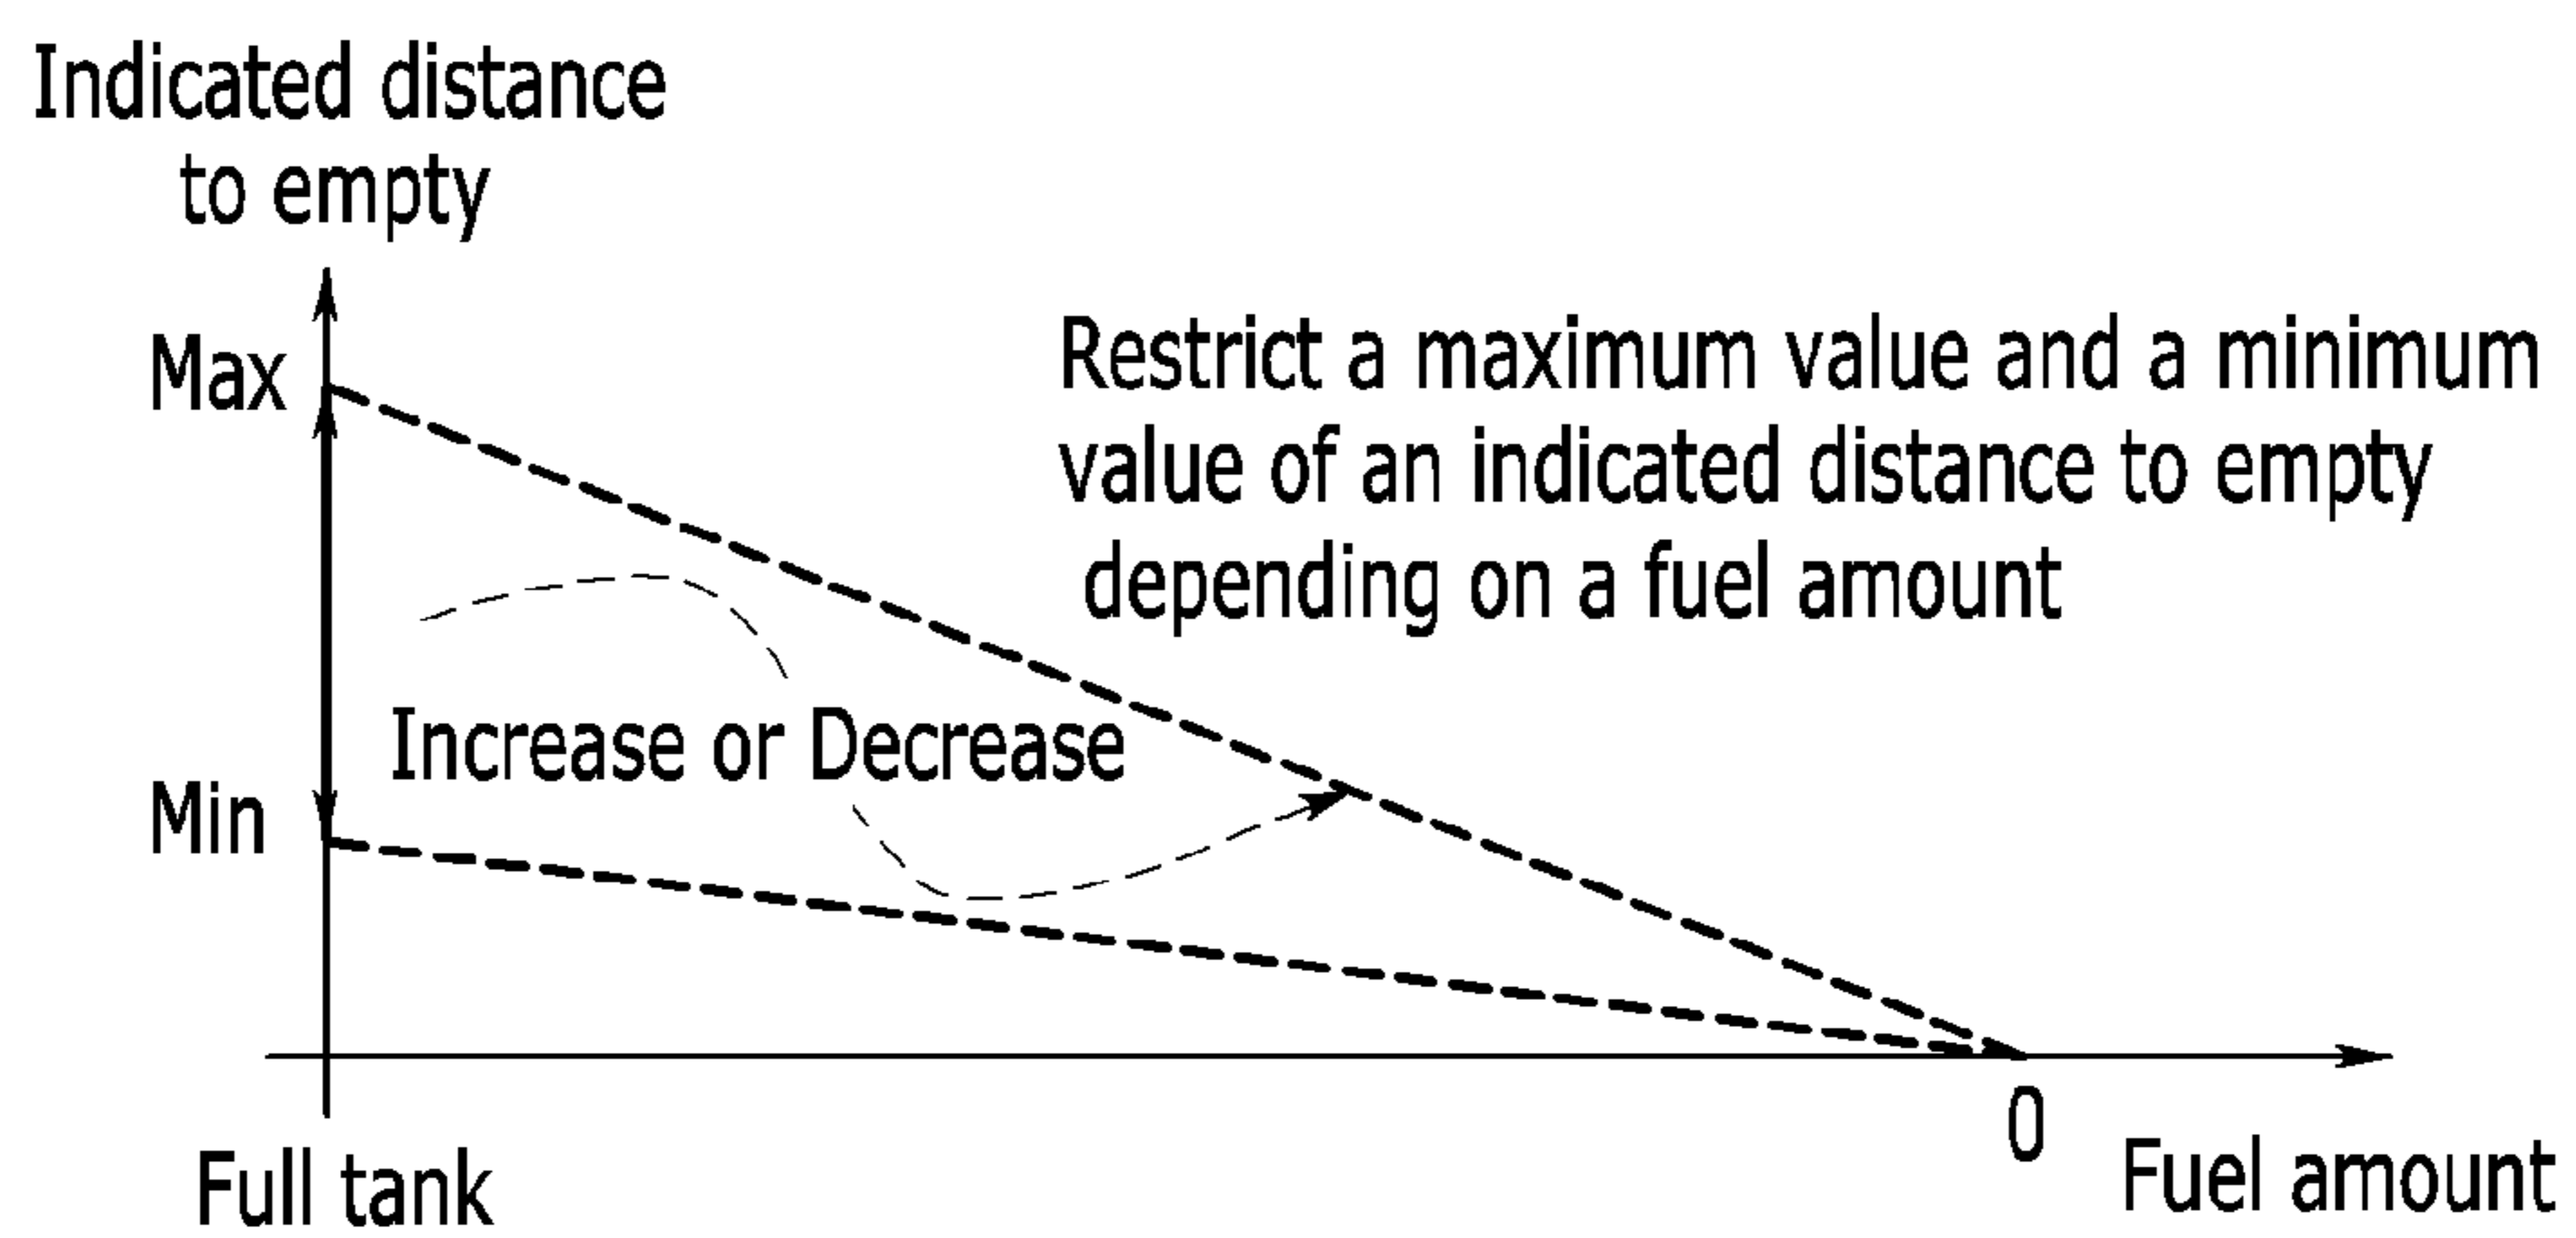 Indicated distance
to empty
Max
Restrict a maximum value and a minimum
value of an indicated distance to empty
depending on a fuel amount
Increase or Decrease
Min
0
Full tank
Fuel amount